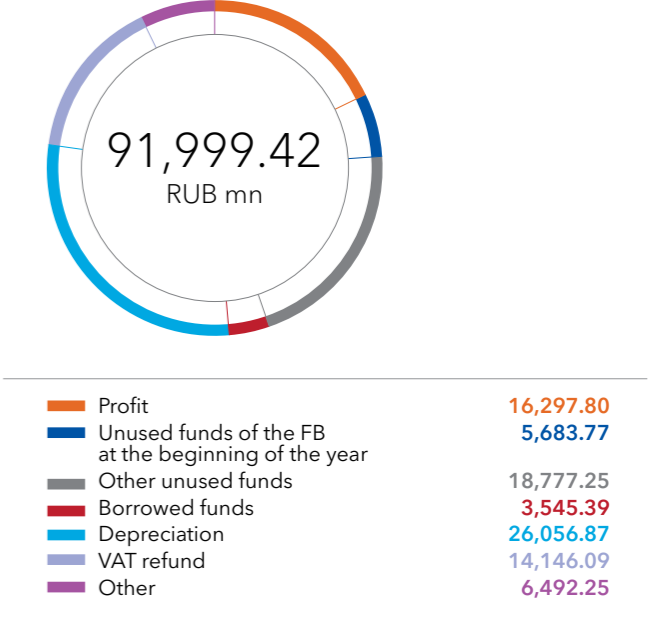 91,999.42
RUB mn
Profit 16,297.80
Unused funds of the FB 5,683.77
at the beginning of the year
Other unused funds 18,777.25
Borrowed funds 3,545.39
Depreciation 26,056.87
VAT refund 14,146.09
Other 6,492.25